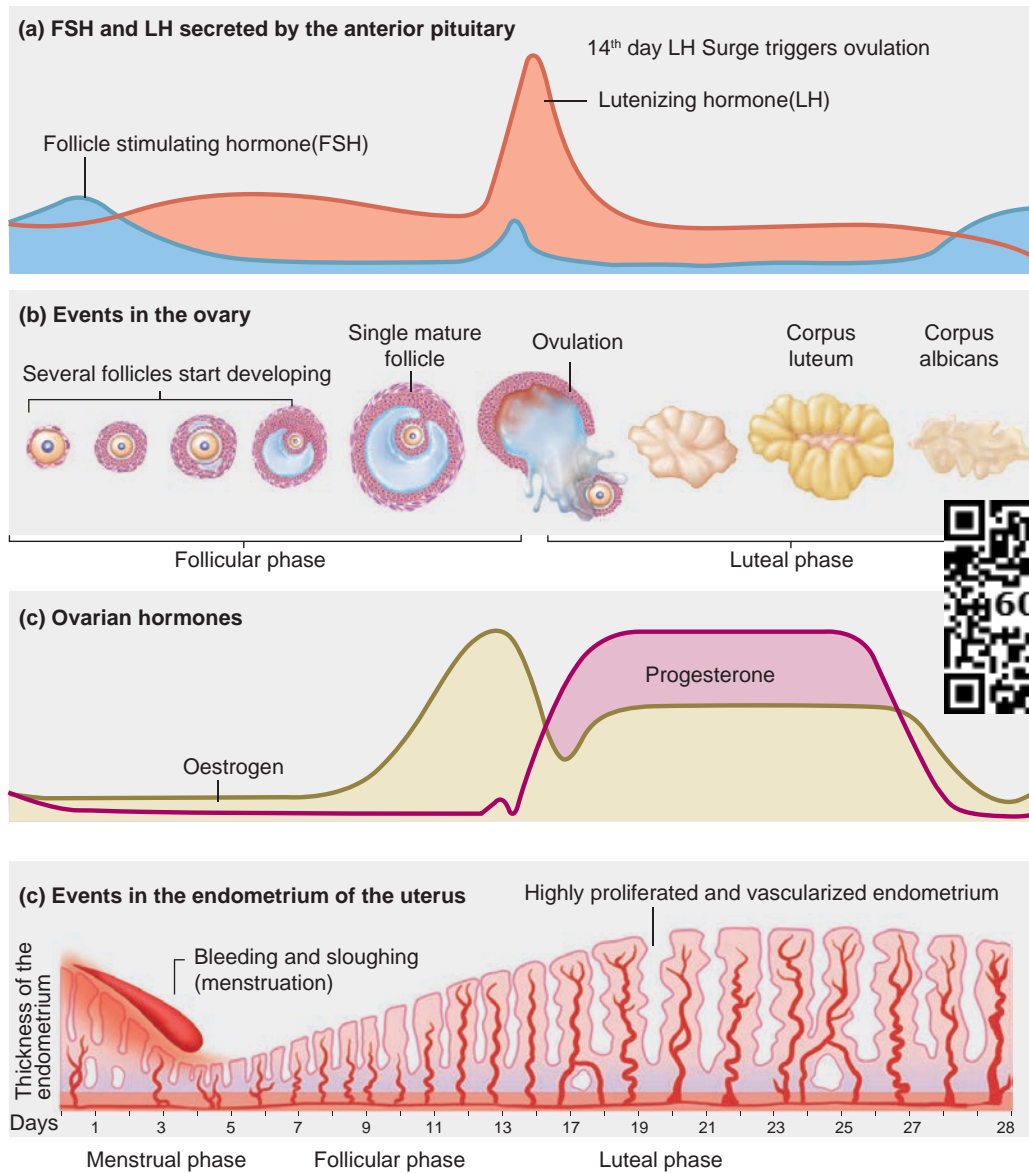 (a) FSH and LH secreted by the anterior pituitary
14th day LH Surge triggers ovulation
Lutenizing hormone(LH)
Follicle stimulating hormone(FSH)
(b) Events in the ovary
Several follicles start developing
Single mature
follicle
Ovulation
Corpus
luteum
Corpus
albicans
Follicular phase
Luteal phase
(c) Ovarian hormones
Progesterone
Oestrogen
(c) Events in the endometrium of the uterus
Highly proliferated and vascularized endometrium
Bleeding and sloughing
(menstruation)
Thickness of the
endometrium
Days 1 3 5 7 9 11 13 17 19 21 23 25 27 28
Menstrual phase Follicular phase Luteal phase